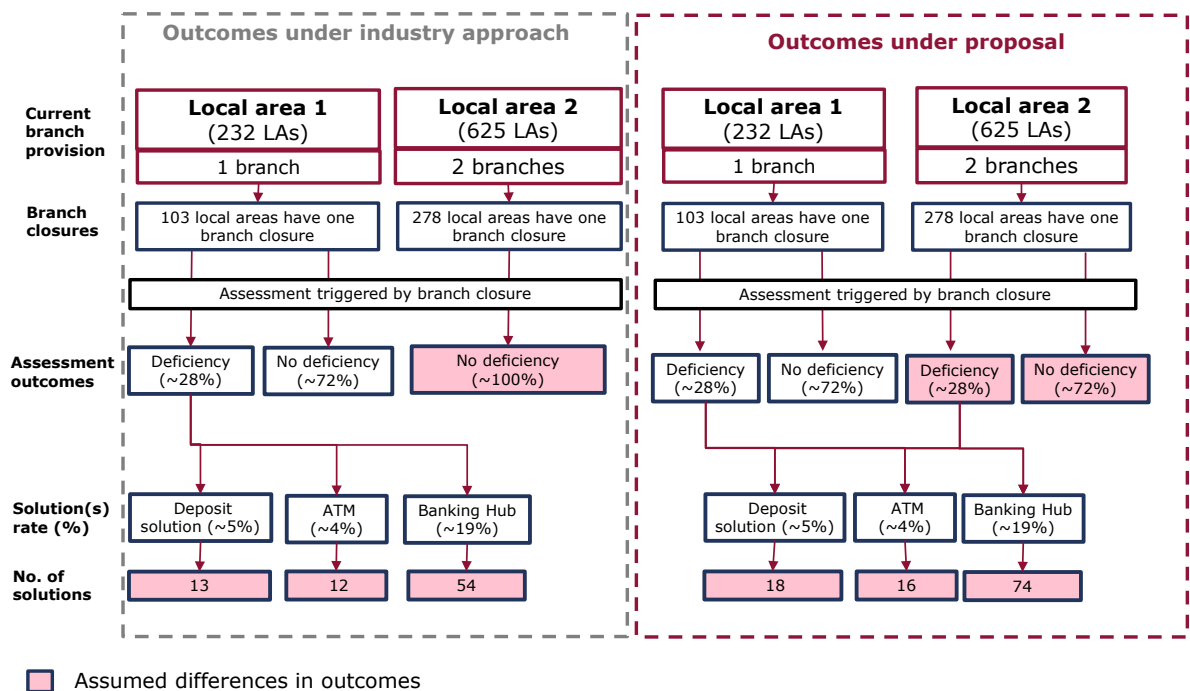 Outcomes under industry approach
Outcomes under proposal
Current
branch
provision
Local area 1
(232 LAs)
1 branch
Local area 2
(625 LAs)
2 branches
Local area 1
(232 LAs)
1 branch
Local area 2
(625 LAs)
2 branches
Branch
closures
103 local areas have one
branch closure
278 local areas have one
branch closure
103 local areas have one
branch closure
278 local areas have one
branch closure
Assessment triggered by branch closure
Assessment triggered by branch closure
Assessment
outcomes
Deficiency
(~28%)
No deficiency
(~72%)
No deficiency
(~100%)
Deficiency
(~28%)
No deficiency
(~72%)
Deficiency
(~28%)
No deficiency
(~72%)
Solution(s)
rate (%)
Deposit
solution (~5%)
ATM
(~4%)
Banking Hub
(~19%)
Deposit
solution (~5%)
ATM
(~4%)
Banking Hub
(~19%)
No. of
solutions
13
12
54
18
16
74
Assumed differences in outcomes